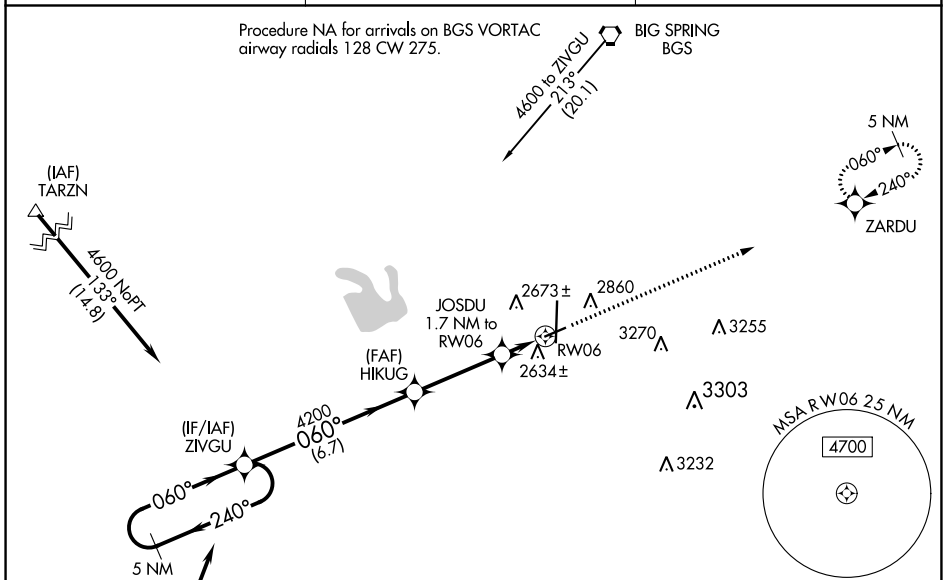 Procedure NA for arrivals on BGS VORTAC
airway radials 128 CW 275.
BIG SPRING
BGS
4600 to ZIVGU
213°
(20.1)
5 NM
060°
240°
ZARDU
(IAF)
TARZN
4600 NoPT
133°
(14.8)
JOSDU
1.7 NM to
RW06
2673±
2860
3270
3255
RW06
2634±
(FAF)
HIKUG
3303
(IF/IAF)
ZIVGU
4200
060°
(6.7)
3232
MSA RW06 25 NM
4700
060°
240°
5 NM